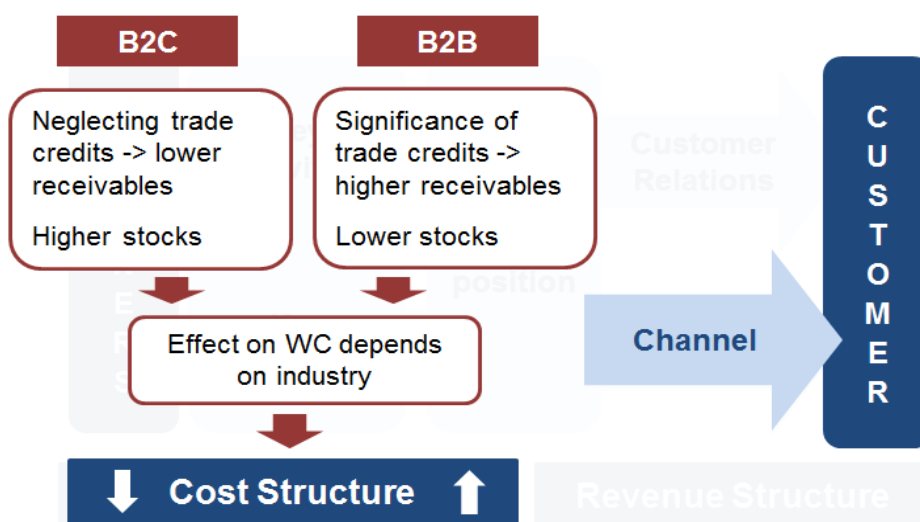 B2C
B2B
Neglecting trade
credits -> lower
receivables
Higher stocks
Significance of
trade credits ->
higher receivables
Lower stocks
Customer
Relations
position
Effect on WC depends
on industry
Channel
CUSTOMER
Cost Structure
Revenue Structure